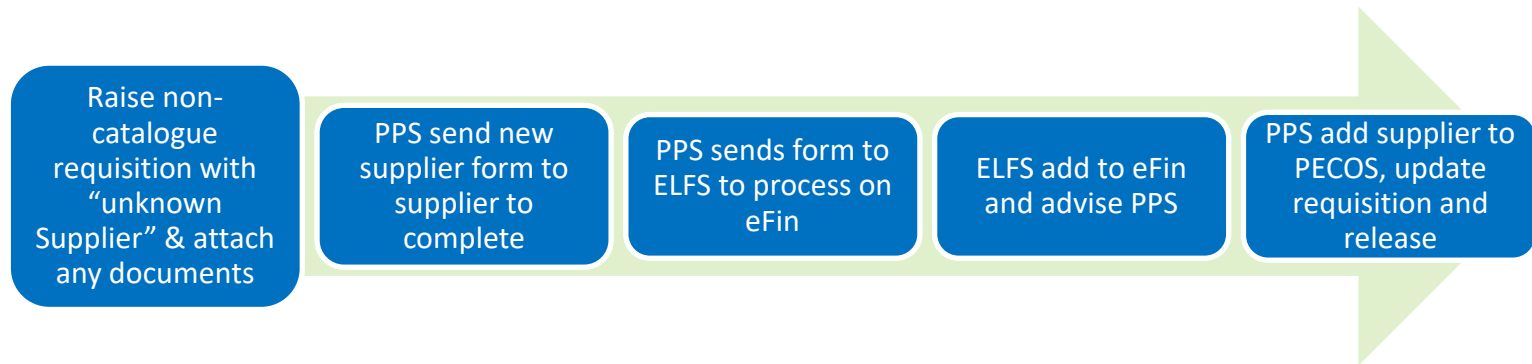 Raise non-
catalogue
requisition with
“unknown
Supplier” & attach
any documents
PPS send new
supplier form to
supplier to
complete
PPS sends form to
ELFS to process on
eFin
ELFS add to eFin
and advise PPS
PPS add supplier to
PECOS, update
requisition and
release